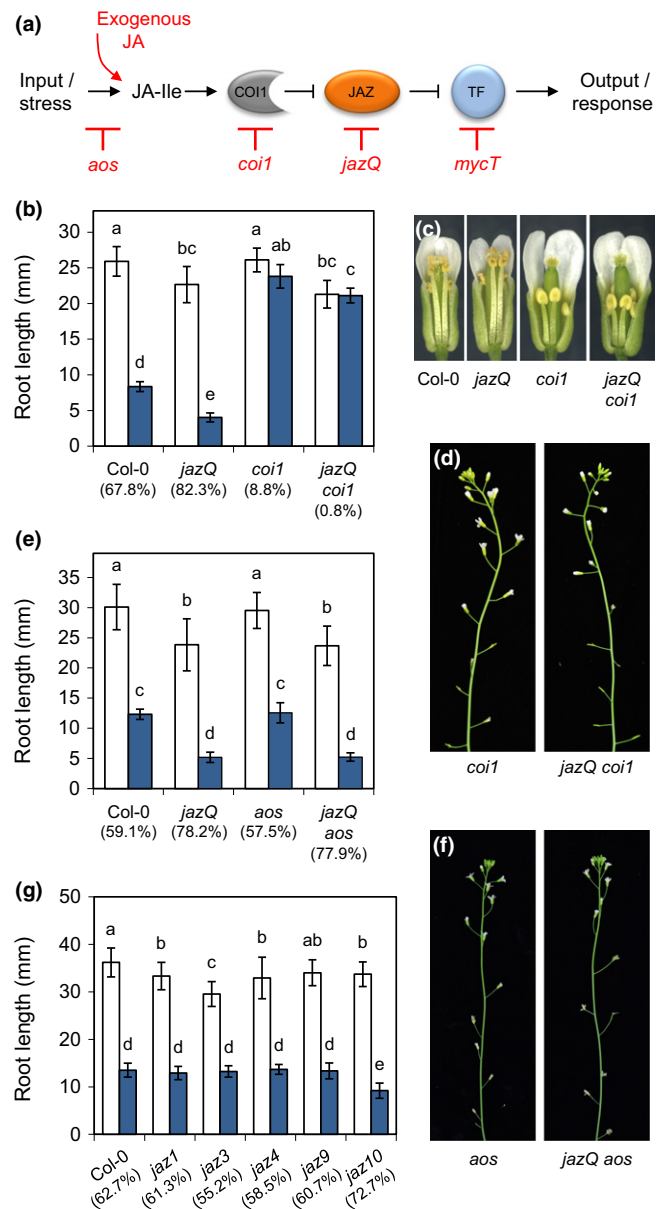 (a)
Exogenous
JA
Input /
stress
JA-Ile
COI1
JAZ
TF
Output /
response
aos
coi1
jazQ
mycT
(b)
Root length (mm)
30
25
20
15
10
5
0
a
d
bc
e
a
ab
bc
c
Col-0
(67.8%)
jazQ
(82.3%)
coi1
(8.8%)
jazQ
coi1
(0.8%)
(c)
Col-0
jazQ
coi1
jazQ
coi1
(d)
coi1
jazQ coi1
(e)
Root length (mm)
35
30
25
20
15
10
5
0
a
c
b
d
a
c
b
d
Col-0
(59.1%)
jazQ
(78.2%)
aos
(57.5%)
jazQ
aos
(77.9%)
(f)
aos
jazQ aos
(g)
Root length (mm)
50
40
30
20
10
0
a
d
b
d
c
d
b
d
ab
d
b
e
Col-0
(62.7%)
jaz1
(61.3%)
jaz3
(55.2%)
jaz4
(58.5%)
jaz9
(60.7%)
jaz10
(72.7%)